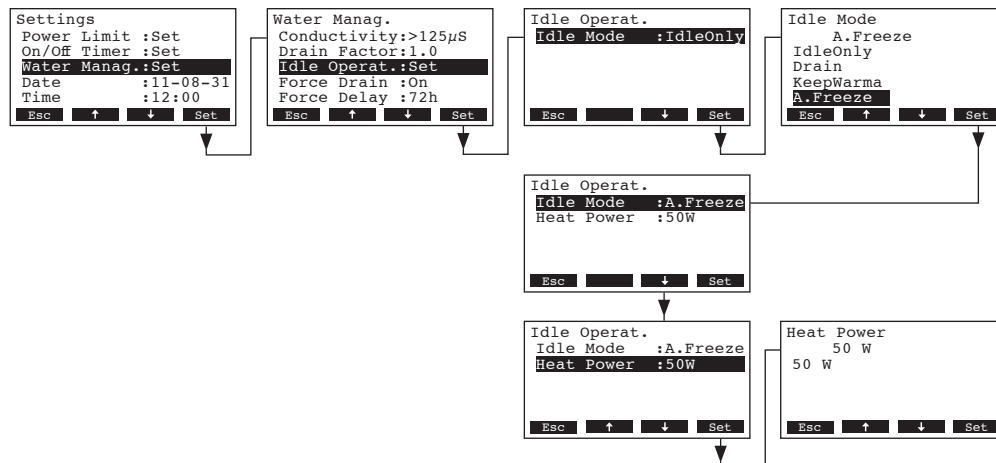 Settings
Power Limit :Set
On/Off Timer :Set
Water Manag.:Set
Date :11-08-31
Time :12:00
Esc ↑ ↓ Set
Water Manag.
Conductivity:>125µS
Drain Factor:1.0
Idle Operat.:Set
Force Drain :On
Force Delay :72h
Esc ↑ ↓ Set
Idle Operat.
Idle Mode :IdleOnly
Esc ↓ Set
Idle Mode
A.Freeze
IdleOnly
Drain
KeepWarma
A.Freeze
Esc ↑ ↓ Set
Idle Operat.
Idle Mode :A.Freeze
Heat Power :50W
Esc ↓ Set
Idle Operat.
Idle Mode :A.Freeze
Heat Power :50W
Esc ↑ ↓ Set
Heat Power
50 W
50 W
Esc ↑ ↓ Set